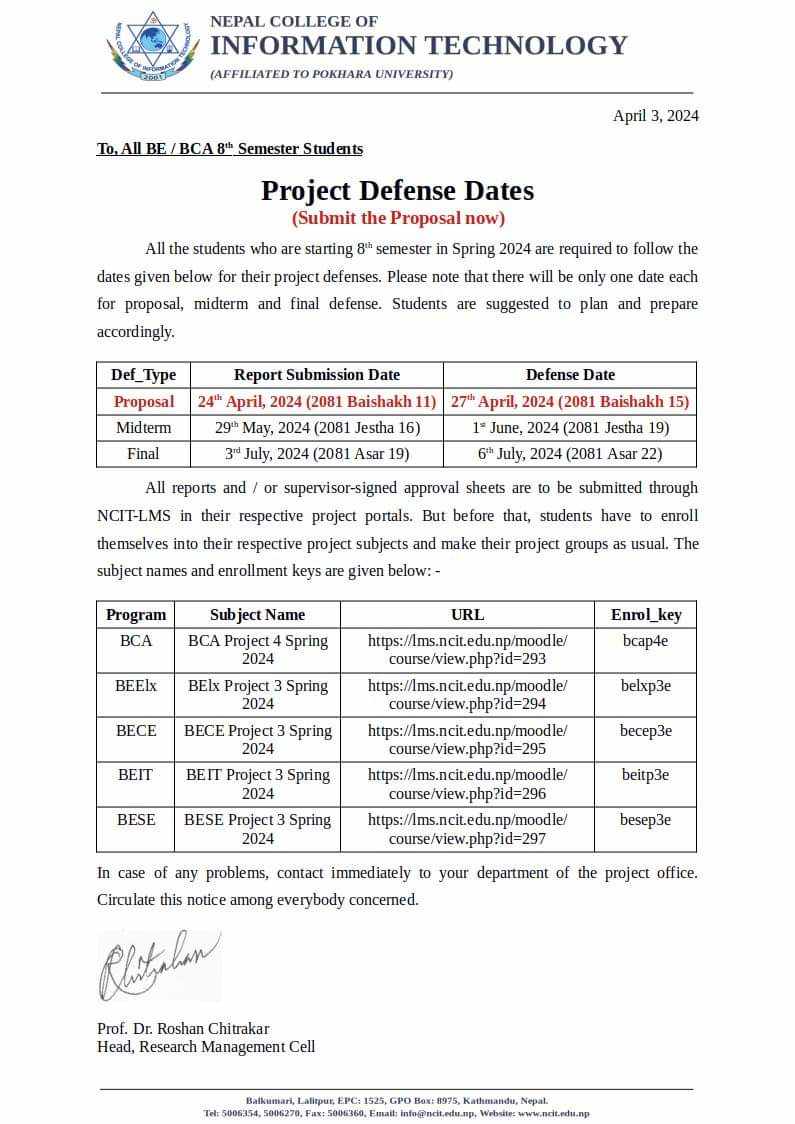 NEPAL COLLEGE OF INFORMATION TECHNOLOGY
2001
NEPAL COLLEGE OF
INFORMATION TECHNOLOGY
(AFFILIATED TO POKHARA UNIVERSITY)
April 3, 2024
To, All BE / BCA 8th Semester Students
Project Defense Dates
(Submit the Proposal now)
All the students who are starting 8th semester in Spring 2024 are required to follow the
dates given below for their project defenses. Please note that there will be only one date each
for proposal, midterm and final defense. Students are suggested to plan and prepare
accordingly.
Def_Type Report Submission Date Defense Date
Proposal 24th April, 2024 (2081 Baishakh 11) 27th April, 2024 (2081 Baishakh 15)
Midterm 29th May, 2024 (2081 Jestha 16) 1st June, 2024 (2081 Jestha 19)
Final 3rd July, 2024 (2081 Asar 19) 6th July, 2024 (2081 Asar 22)
All reports and / or supervisor-signed approval sheets are to be submitted through
NCIT-LMS in their respective project portals. But before that, students have to enroll
themselves into their respective project subjects and make their project groups as usual. The
subject names and enrollment keys are given below: -
Program Subject Name URL Enrol_key
BCA BCA Project 4 Spring https://lms.ncit.edu.np/moodle/ bcap4e
2024 course/view.php?id=293
BEElx BElx Project 3 Spring https://lms.ncit.edu.np/moodle/ belxp3e
2024 course/view.php?id=294
BECE BECE Project 3 Spring https://lms.ncit.edu.np/moodle/ becep3e
2024 course/view.php?id=295
BEIT BEIT Project 3 Spring https://lms.ncit.edu.np/moodle/ beitp3e
2024 course/view.php?id=296
BESE BESE Project 3 Spring https://lms.ncit.edu.np/moodle/ besep3e
2024 course/view.php?id=297
In case of any problems, contact immediately to your department of the project office.
Circulate this notice among everybody concerned.
RChitrakar
Prof. Dr. Roshan Chitrakar
Head, Research Management Cell
Balkumari, Lalitpur, EPC: 1525, GPO Box: 8975, Kathmandu, Nepal.
Tel: 5006354, 5006270, Fax: 5006360, Email: info@ncit.edu.np, Website: www.ncit.edu.np